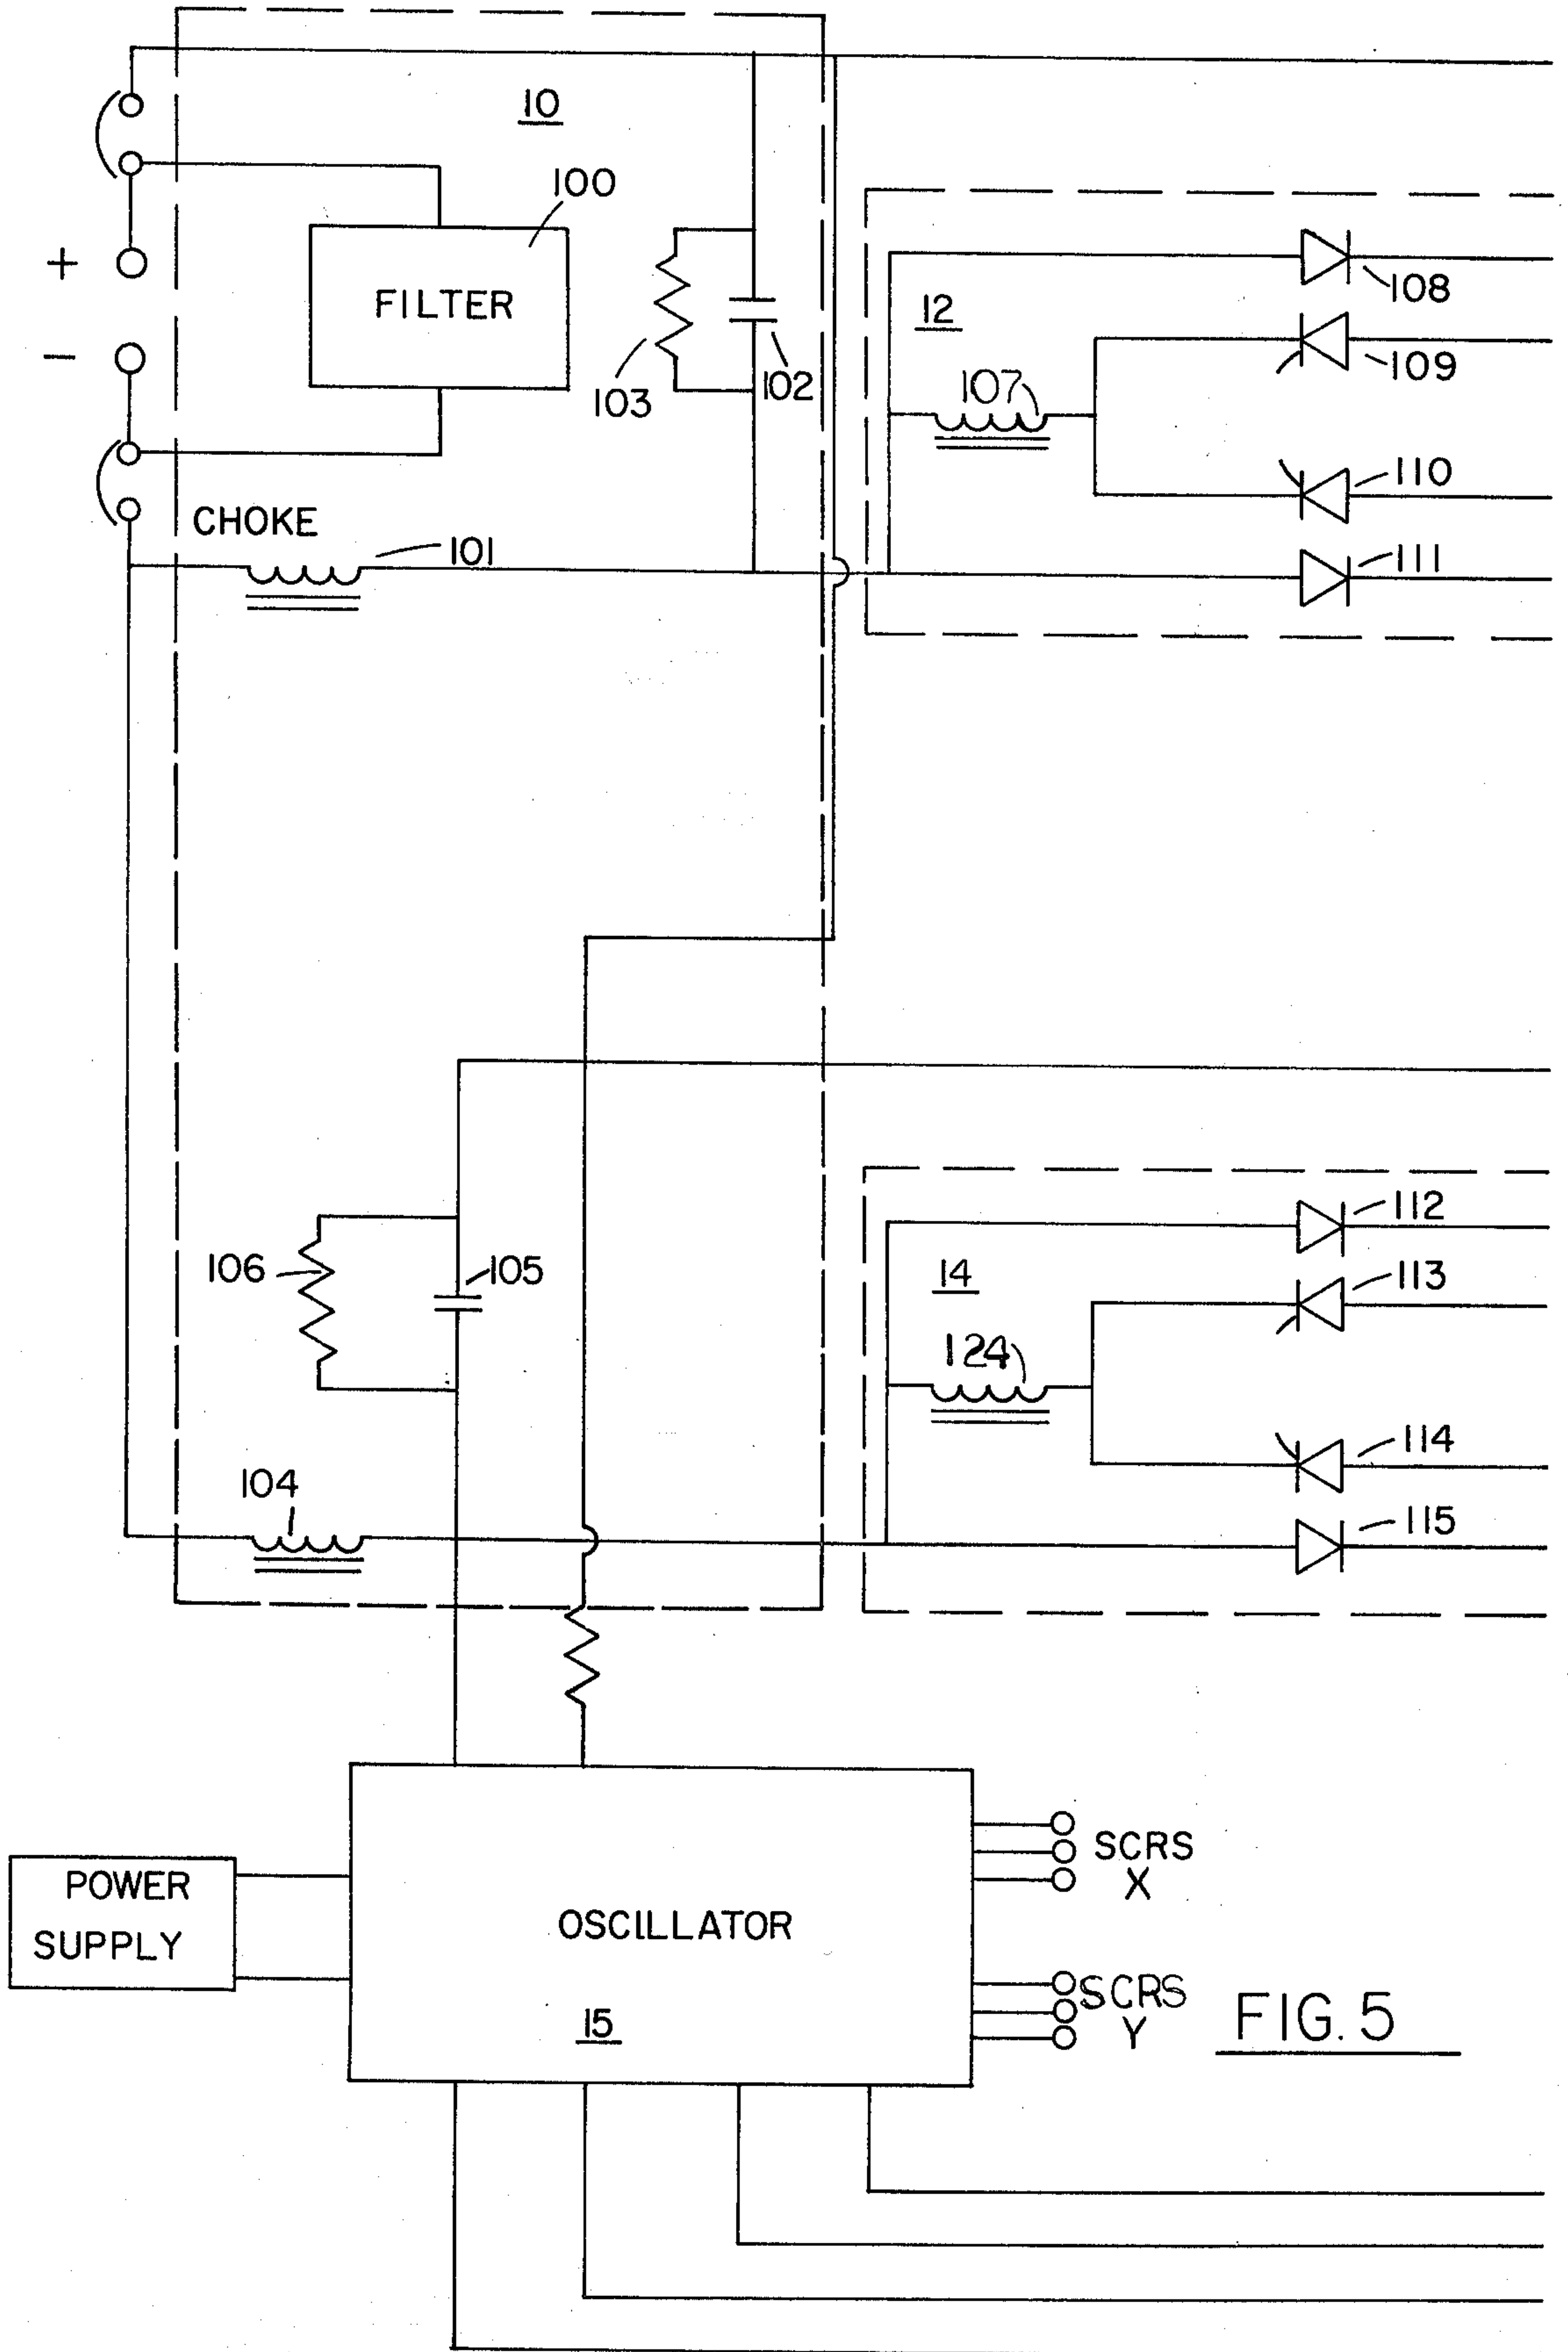 10
100
+
FILTER
-
103
102
CHOKE
101
12
107
108
109
110
111
106
105
104
14
124
112
113
114
115
POWER
SUPPLY
OSCILLATOR
15
SCRS
X
SCRS
Y
FIG. 5